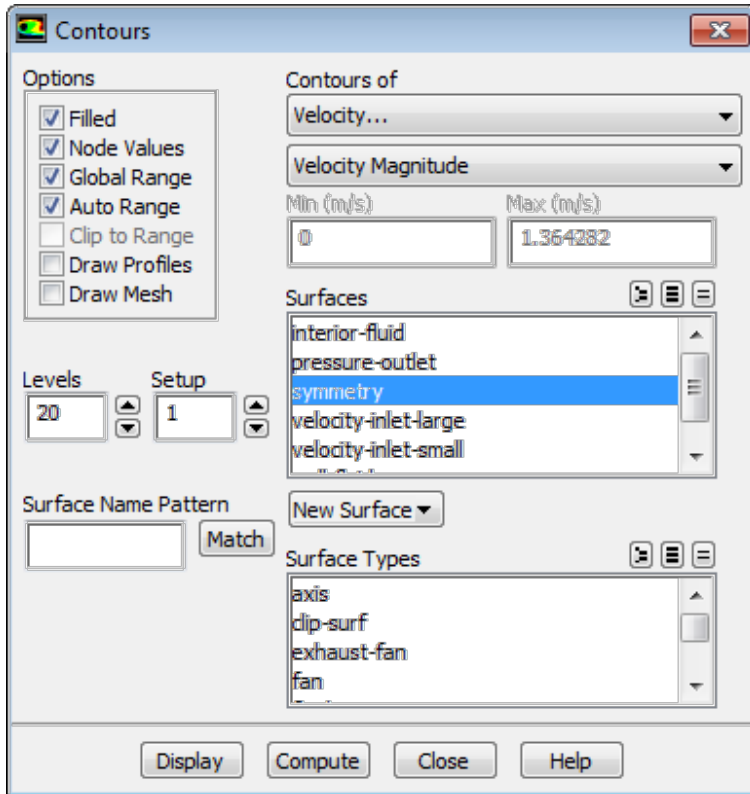 Contours
Options
Filled
Node Values
Global Range
Auto Range
Clip to Range
Draw Profiles
Draw Mesh
Levels
20
Setup
1
Surface Name Pattern
Match
Contours of
Velocity...
Velocity Magnitude
Min (m/s)
0
Max (m/s)
1.364282
Surfaces
interior-fluid
pressure-outlet
symmetry
velocity-inlet-large
velocity-inlet-small
New Surface
Surface Types
axis
clip-surf
exhaust-fan
fan
Display
Compute
Close
Help